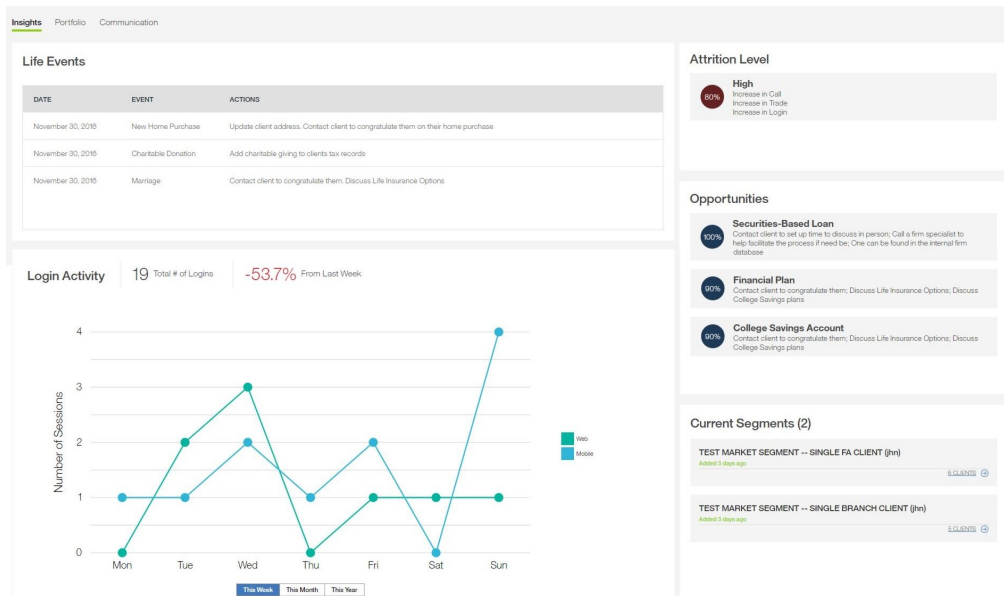 Insights Portfolio Communication
Life Events
DATE EVENT ACTIONS
November 30, 2016 New Home Purchase Update client address. Contact client to congratulate them on their home purchase
November 30, 2016 Charitable Donation Add charitable giving to clients tax records
November 30, 2016 Marriage Contact client to congratulate them. Discuss Life Insurance Options
Login Activity 19 Total # of Logins -53.7% From Last Week
Number of Sessions
4
3
2
1
0
Mon Tue Wed Thu Fri Sat Sun
Web
Mobile
This Week This Month This Year
Attrition Level
80%
High
Increase in Call
Increase in Trade
Increase in Login
Opportunities
100%
Securities-Based Loan
Contact client to set up time to discuss in person; Call a firm specialist to
help facilitate the process if need be; One can be found in the internal firm
database
90%
Financial Plan
Contact client to congratulate them; Discuss Life Insurance Options; Discuss
College Savings plans
90%
College Savings Account
Contact client to congratulate them; Discuss Life Insurance Options; Discuss
College Savings plans
Current Segments (2)
TEST MARKET SEGMENT -- SINGLE FA CLIENT (jhn)
Added 3 days ago
6 CLIENTS
TEST MARKET SEGMENT -- SINGLE BRANCH CLIENT (jhn)
Added 3 days ago
5 CLIENTS